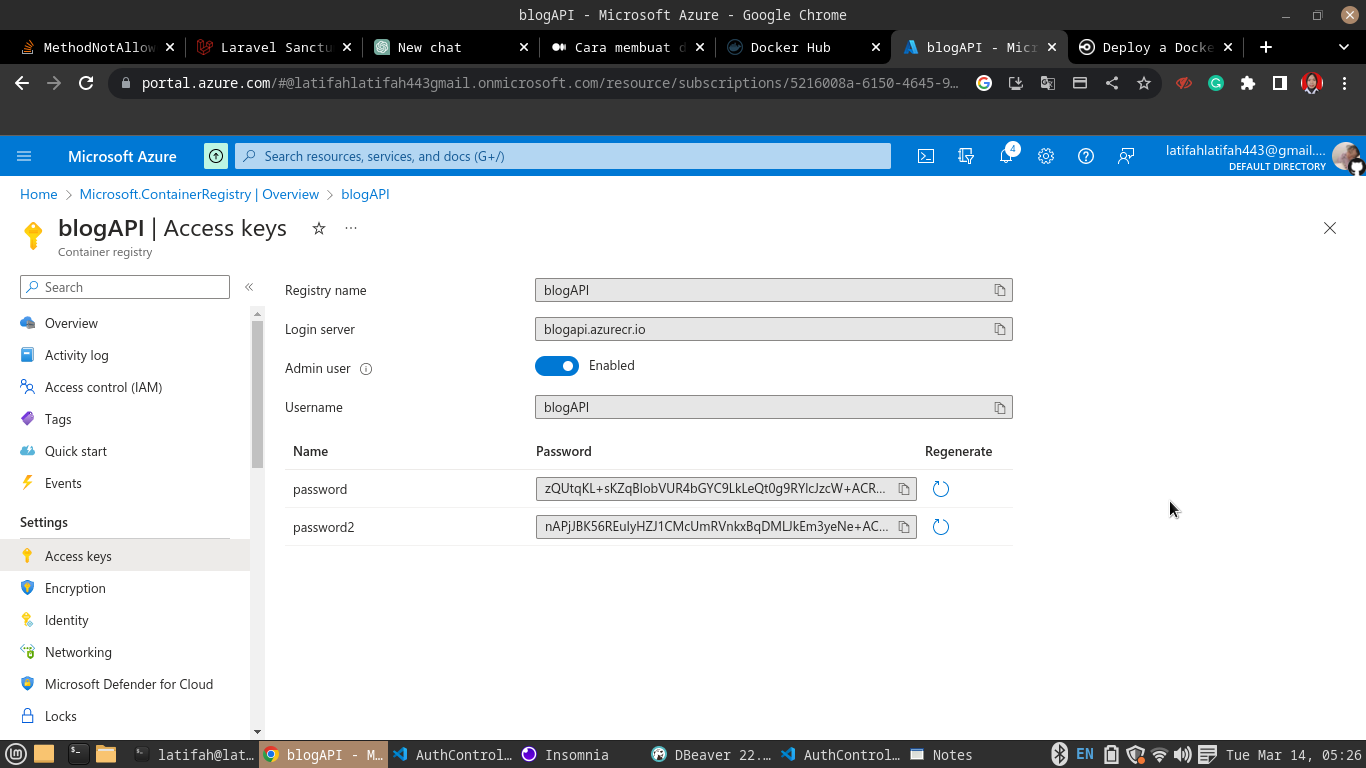 blogAPI - Microsoft Azure - Google Chrome
MethodNotAllow
Laravel Sanctu
New chat
Cara membuat d
Docker Hub
blogAPI - Micr
Deploy a Docke
portal.azure.com/#@latifahlatifah443gmail.onmicrosoft.com/resource/subscriptions/5216008a-6150-4645-9...
Microsoft Azure
Search resources, services, and docs (G+/)
4
latifahlatifah443@gmail....
DEFAULT DIRECTORY
Home > Microsoft.ContainerRegistry | Overview > blogAPI
blogAPI | Access keys
Container registry
Search
Overview
Activity log
Access control (IAM)
Tags
Quick start
Events
Settings
Access keys
Encryption
Identity
Networking
Microsoft Defender for Cloud
Locks
Registry name blogAPI
Login server blogapi.azurecr.io
Admin user Enabled
Username blogAPI
Name Password Regenerate
password
password2
latifah@lat...
blogAPI - M...
AuthControl...
Insomnia
DBeaver 22....
AuthControl...
Notes
EN
Tue Mar 14, 05:26